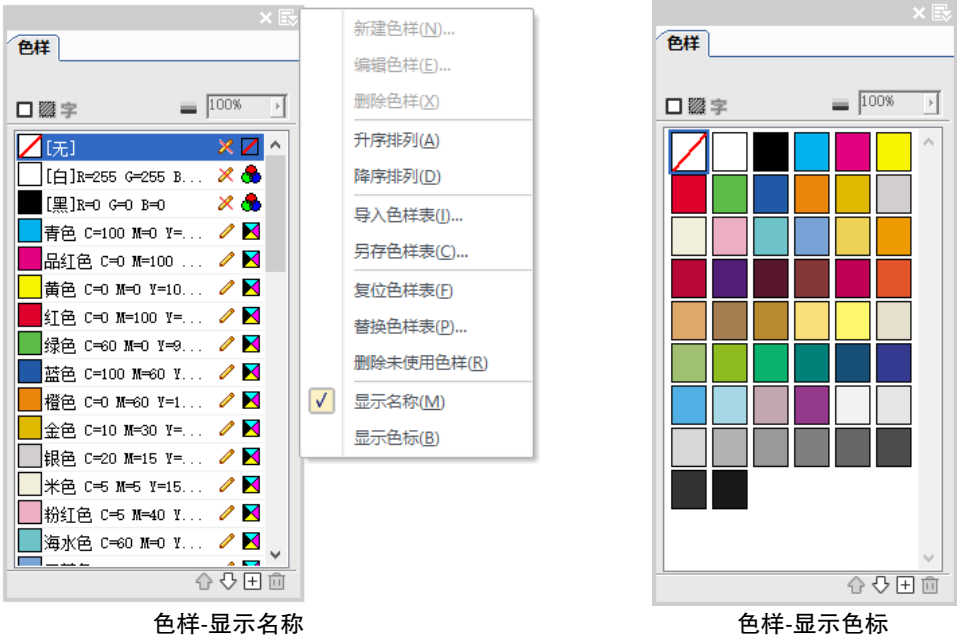 色样
字
100%
[无]
[白]R=255 G=255 B...
[黑]R=0 G=0 B=0
青色 C=100 M=0 Y=...
品红色 C=0 M=100 ...
黄色 C=0 M=0 Y=10...
红色 C=0 M=100 Y=...
绿色 C=60 M=0 Y=9...
蓝色 C=100 M=60 Y...
橙色 C=0 M=60 Y=1...
金色 C=10 M=30 Y=...
银色 C=20 M=15 Y=...
米色 C=5 M=5 Y=15...
粉红色 C=5 M=40 Y...
海水色 C=60 M=0 Y...
新建色样(N)...
编辑色样(E)...
删除色样(X)
升序排列(A)
降序排列(D)
导入色样表(I)...
另存色样表(C)...
复位色样表(F)
替换色样表(P)...
删除未使用色样(R)
显示名称(M)
显示色标(B)
色样
字
100%
色样-显示名称
色样-显示色标